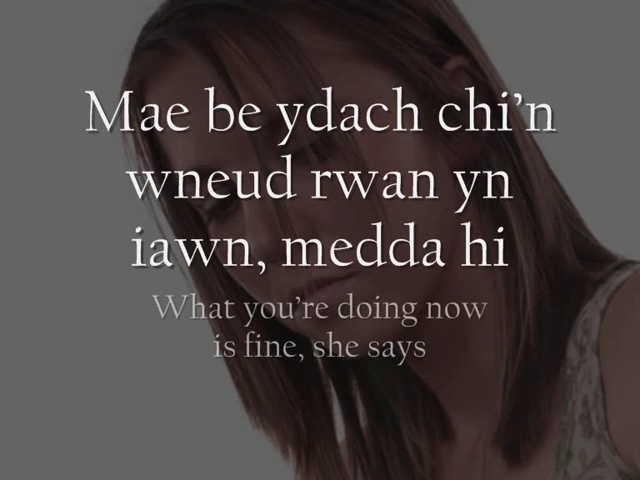 Mae be ydach chi'n
wneud rwan yn
iawn, medda hi
What you're doing now
is fine, she says